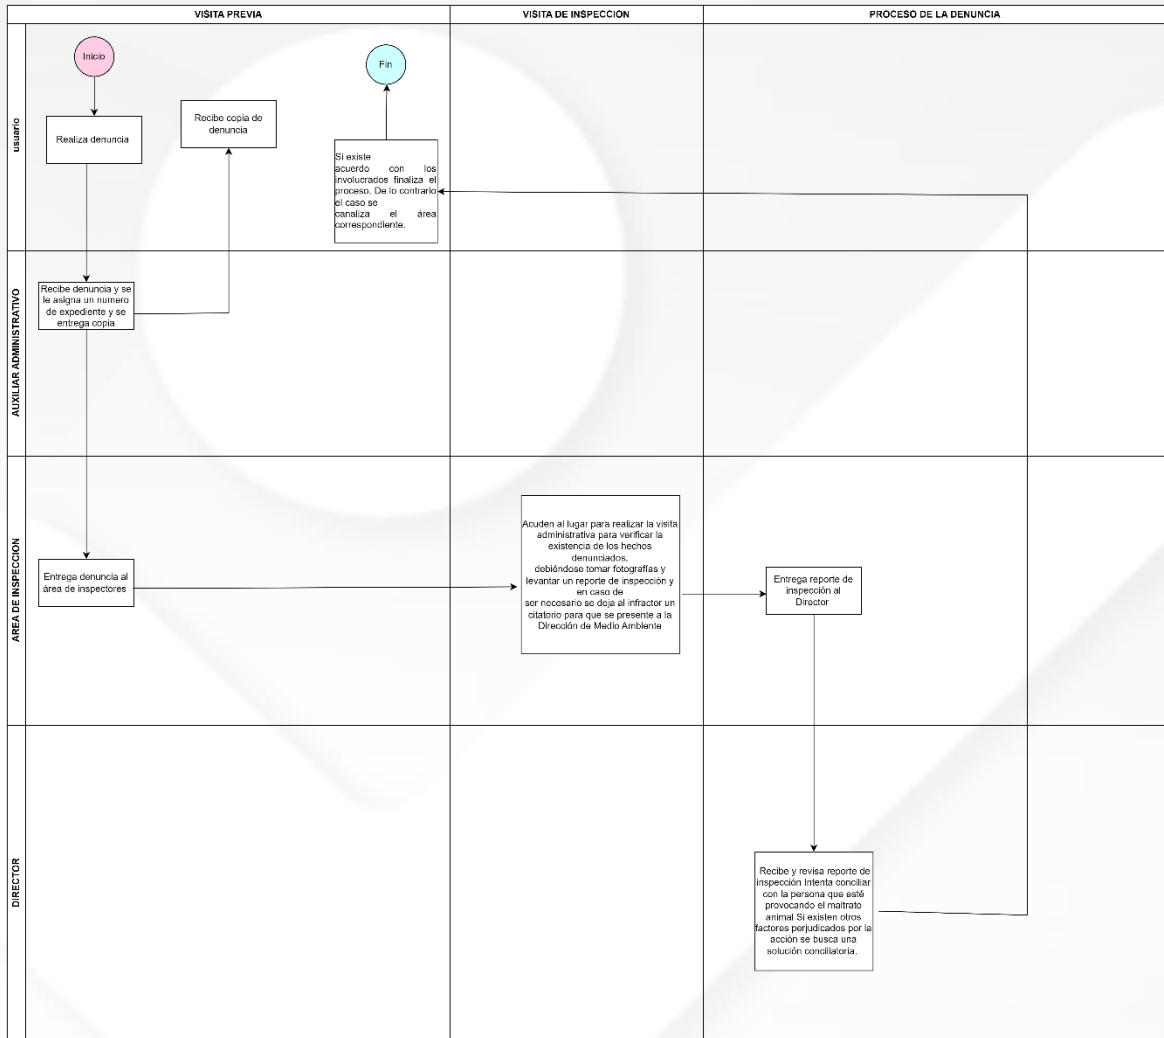 VISITA PREVIA
VISITA DE INSPECCION
PROCESO DE LA DENUNCIA
usuario
Inicio
Realiza denuncia
Recibe copia de
denuncia
Fin
Si existe
acuerdo con los
involucrados finaliza el
proceso. De lo contrario
el caso se
canaliza el área
correspondiente.
AUXILIAR ADMINISTRATIVO
Recibe denuncia y se
le asigna un numero
de expediente y se
entrega copia
AREA DE INSPECCION
Entrega denuncia al
área de inspectores
Acuden al lugar para realizar la visita
administrativa para verificar la
existencia de los hechos
denunciados,
debiéndose tomar fotografías y
levantar un reporte de inspección y
en caso de
ser necesario se deja al infractor un
citatorio para que se presente a la
Dirección de Medio Ambiente
Entrega reporte de
inspección al
Director
DIRECTOR
Recibe y revisa reporte de
inspección Intenta conciliar
con la persona que esté
provocando el maltrato
animal Si existen otros
factores perjudicados por la
acción se busca una
solución conciliatoria.